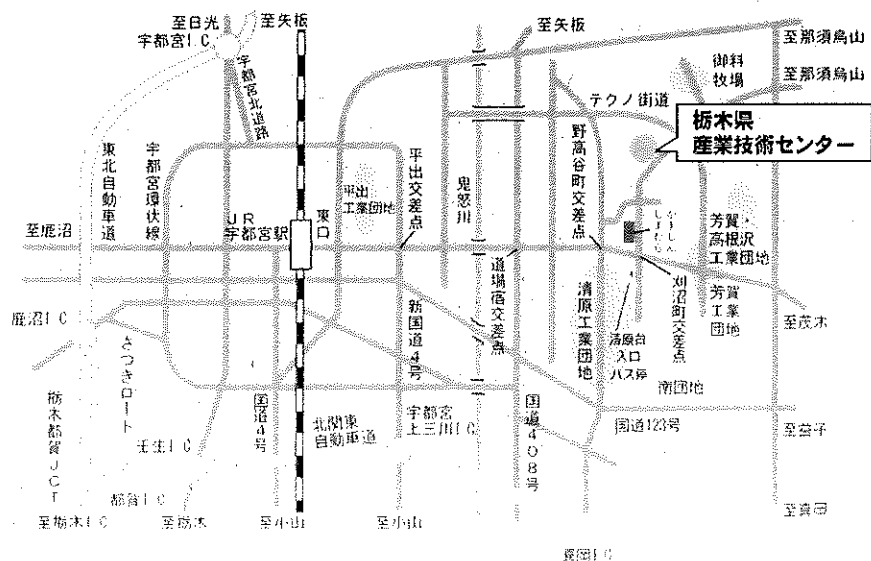 至日光
宇都宮I.C
至矢板
至矢板
至那須烏山
御料
牧場
至那須烏山
宇都宮北道路
テクノ街道
栃木県
産業技術センター
東北自動車道
宇都宮環状線
平出
工業団地
平出交差点
鬼怒川
野高谷町交差点
至鹿沼
JR
宇都宮駅
東口
かましん
しまむら
芳賀・
高根沢
工業団地
道場宿交差点
清原工業団地
刈沼町交差点
芳賀
工業
団地
鹿沼I.C
さつきロード
新国道4号
清原台
入口
バス停
至茂木
南団地
栃木都賀JCT
国道4号
北関東
自動車道
宇都宮
上三川I.C
国道408号
国道123号
至益子
壬生I.C
都賀I.C
至栃木I.C
至栃木
至小山
至小山
至真岡
真岡I.C